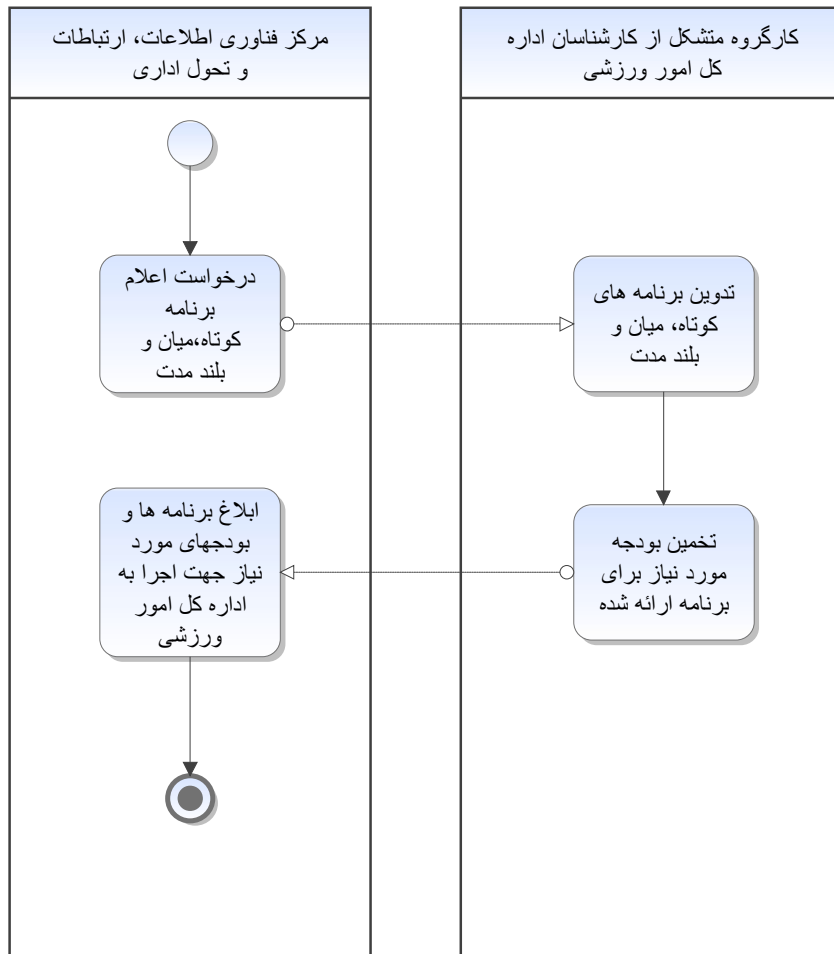 کارگروه متشکل از کارشناسان اداره
کل امور ورزشی
مرکز فناوری اطلاعات، ارتباطات
و تحول اداری
درخواست اعلام
برنامه
کوتاه،میان و
بلند مدت
تدوین برنامه های
کوتاه، میان و
بلند مدت
تخمین بودجه
مورد نیاز برای
برنامه ارائه شده
ابلاغ برنامه ها و
بودجهای مورد
نیاز جهت اجرا به
اداره کل امور
ورزشی